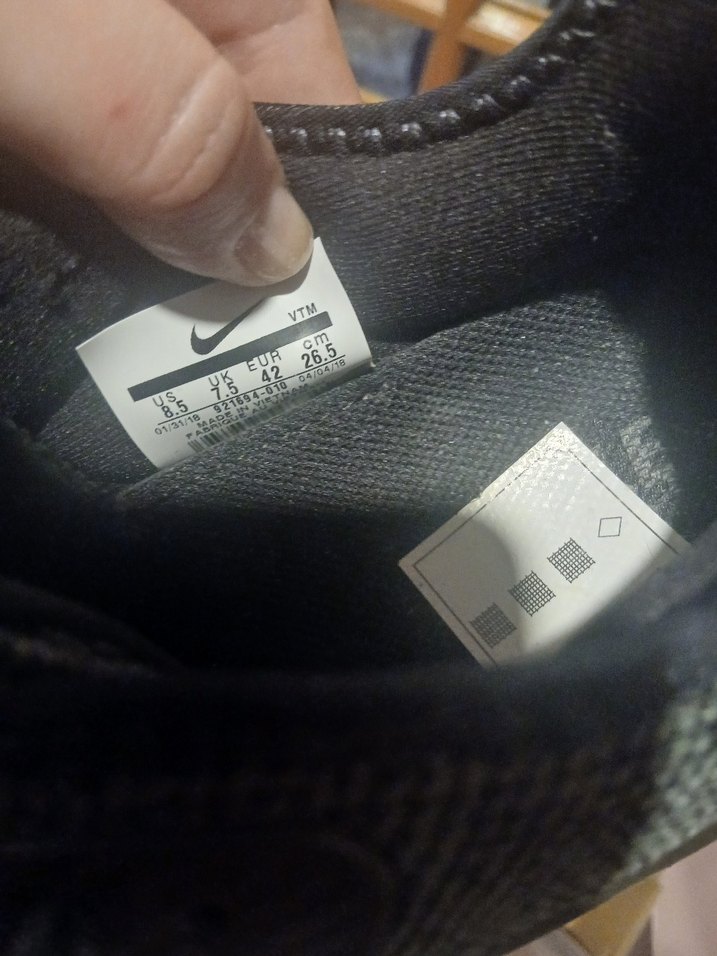 VTM
US UK EUR cm
8.5 7.5 42 26.5
01/31/18 921694-010 04/04/18
MADE IN VIETNAM
FABRIQUE